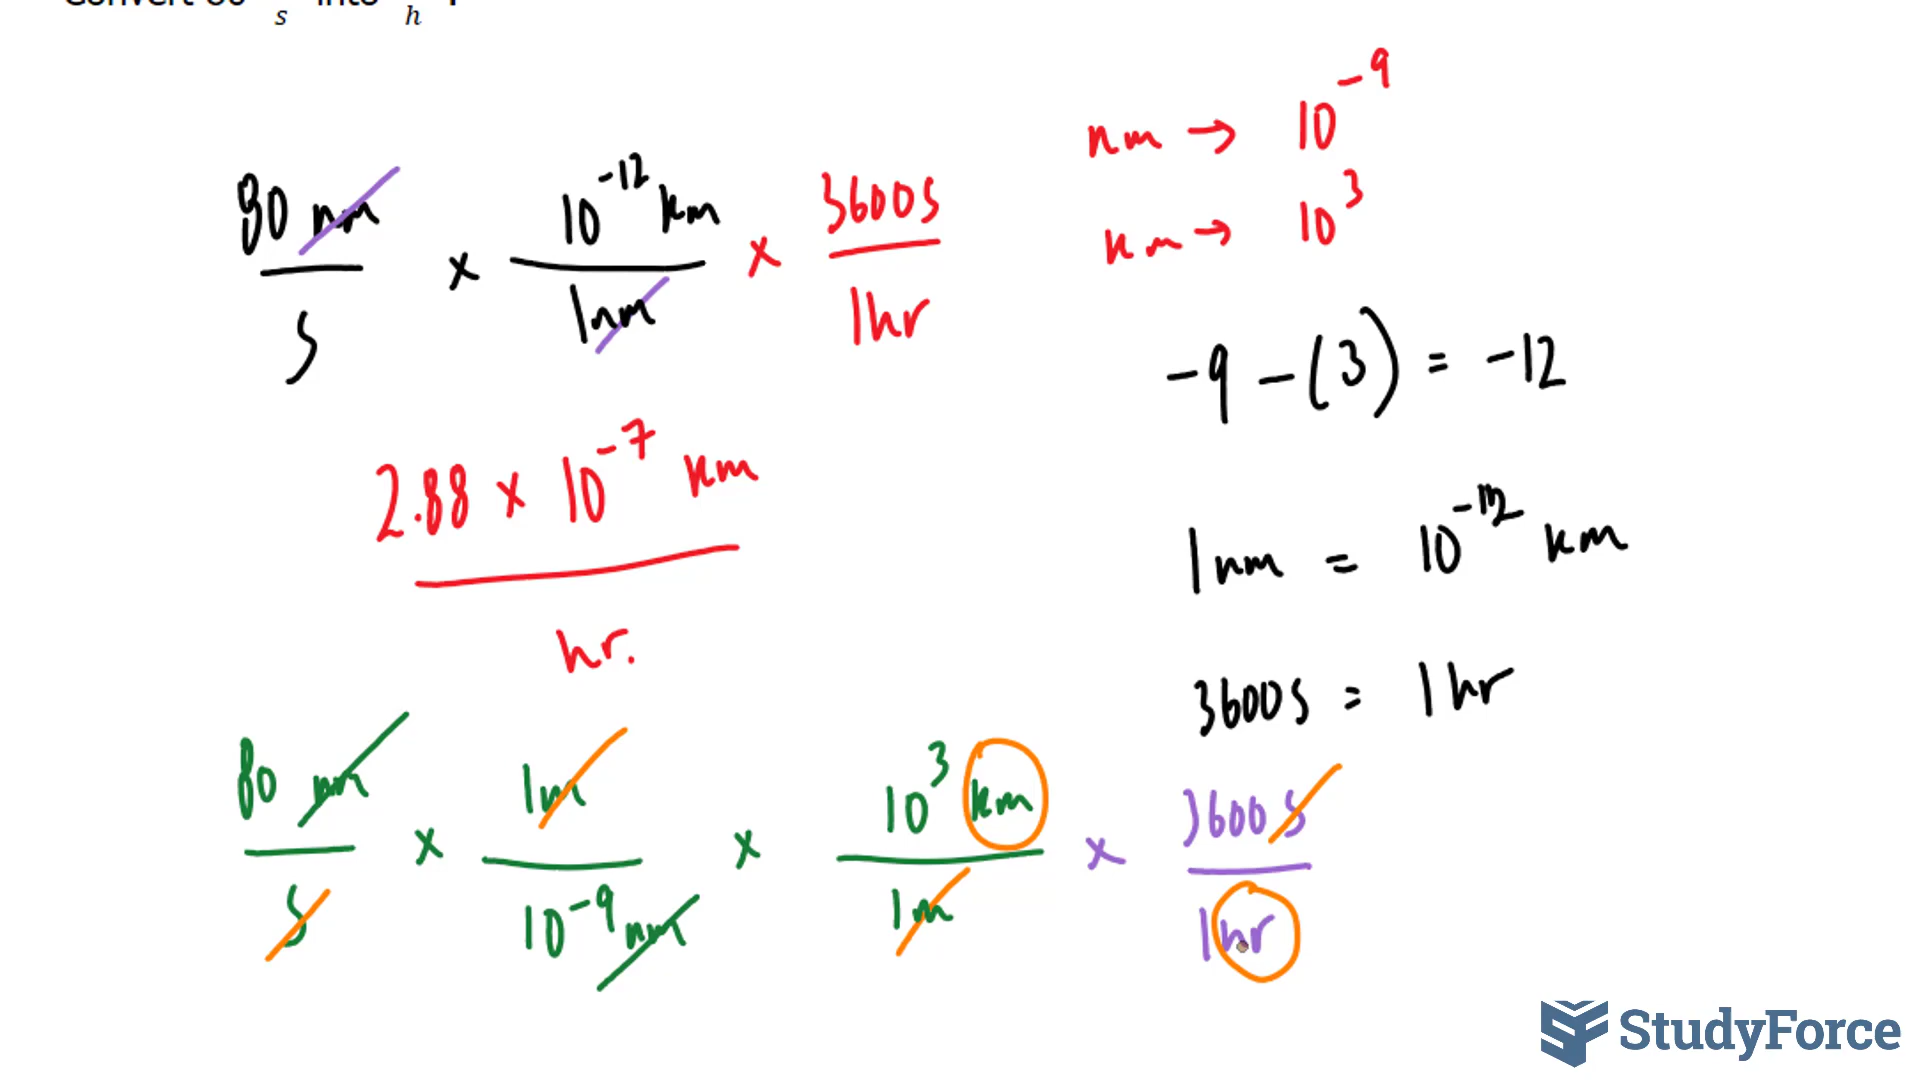 s h
80 nm / s × 10^-12 km / 1nm × 3600s / 1hr
nm → 10^-9
km → 10^3
-9 - (3) = -12
2.88 × 10^-7 km / hr.
1nm = 10^-12 km
3600s = 1hr
80 nm / s × 1m / 10^-9 nm × 10^3 km / 1m × 3600s / 1hr
StudyForce